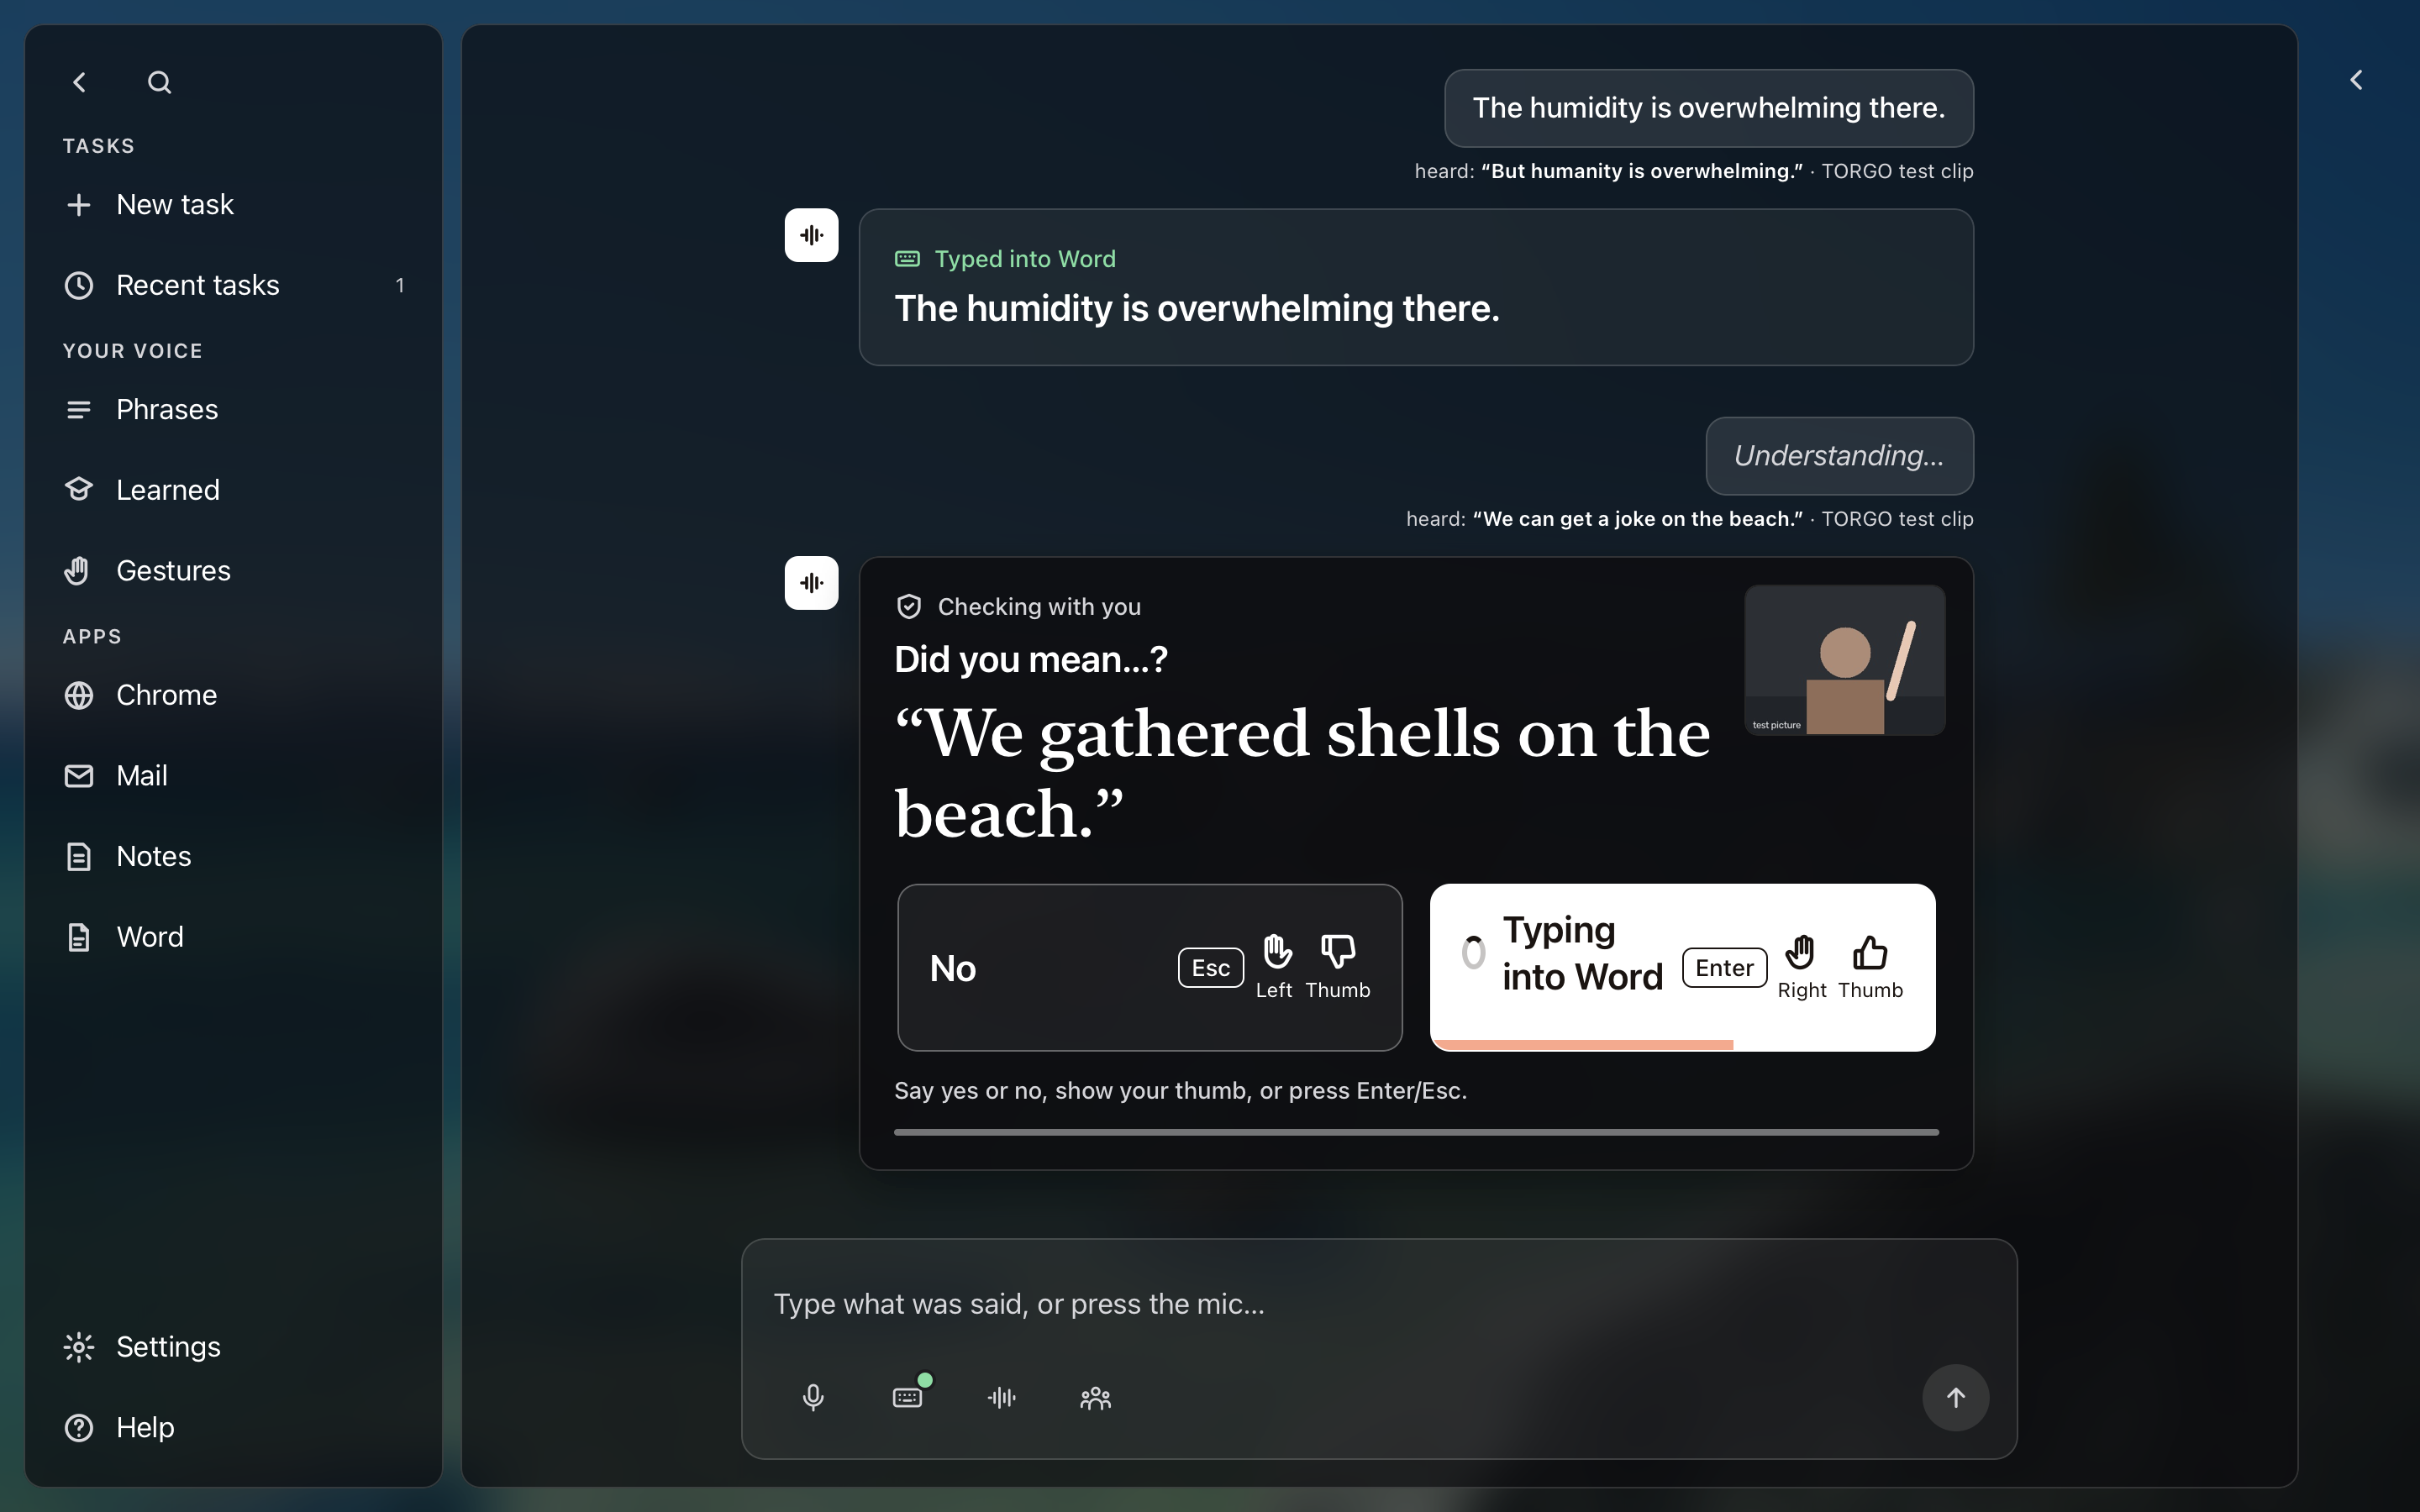 TASKS
New task
Recent tasks 1
YOUR VOICE
Phrases
Learned
Gestures
APPS
Chrome
Mail
Notes
Word
Settings
Help
The humidity is overwhelming there.
heard: “But humanity is overwhelming.” · TORGO test clip
Typed into Word
The humidity is overwhelming there.
Understanding...
heard: “We can get a joke on the beach.” · TORGO test clip
Checking with you
Did you mean...?
“We gathered shells on the
beach.”
test picture
No
Esc
Left
Thumb
Typing
into Word
Enter
Right
Thumb
Say yes or no, show your thumb, or press Enter/Esc.
Type what was said, or press the mic...